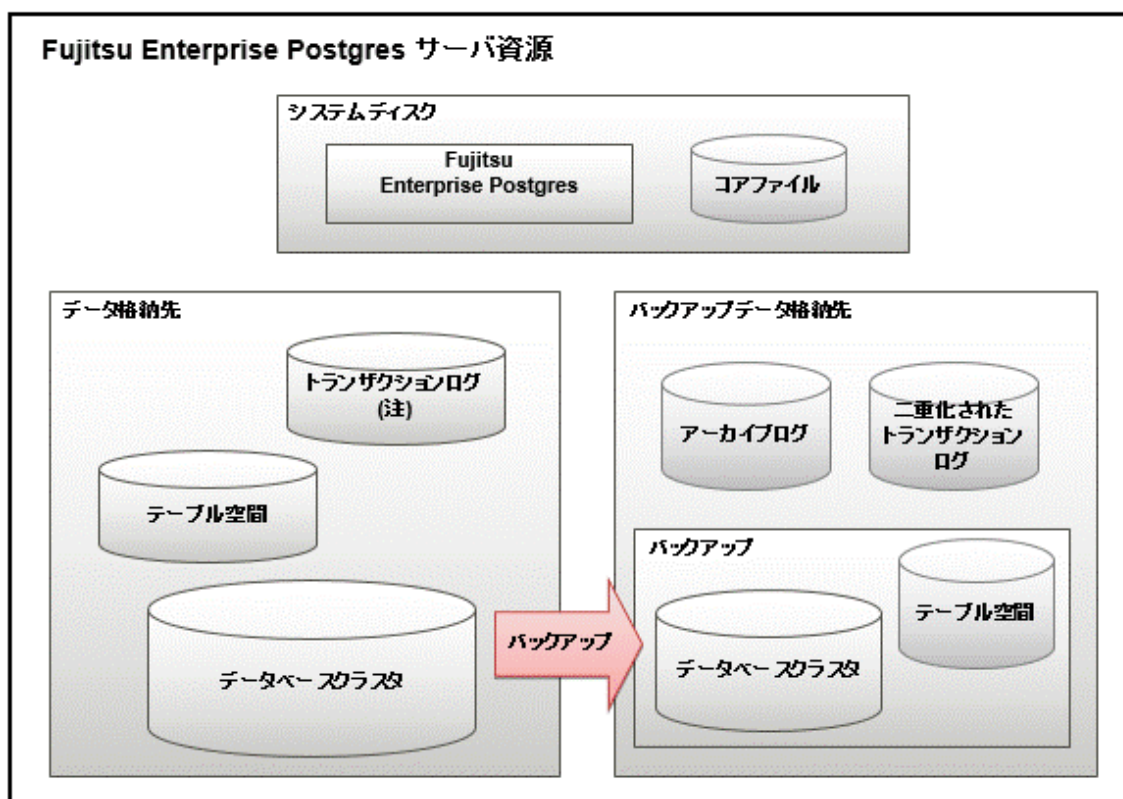 Fujitsu Enterprise Postgres サーバ資源
システムディスク
Fujitsu
Enterprise Postgres
コアファイル
データ格納先
トランザクションログ
(注)
テーブル空間
データベースクラスタ
バックアップ
バックアップデータ格納先
アーカイブログ
二重化された
トランザクション
ログ
バックアップ
テーブル空間
データベースクラスタ